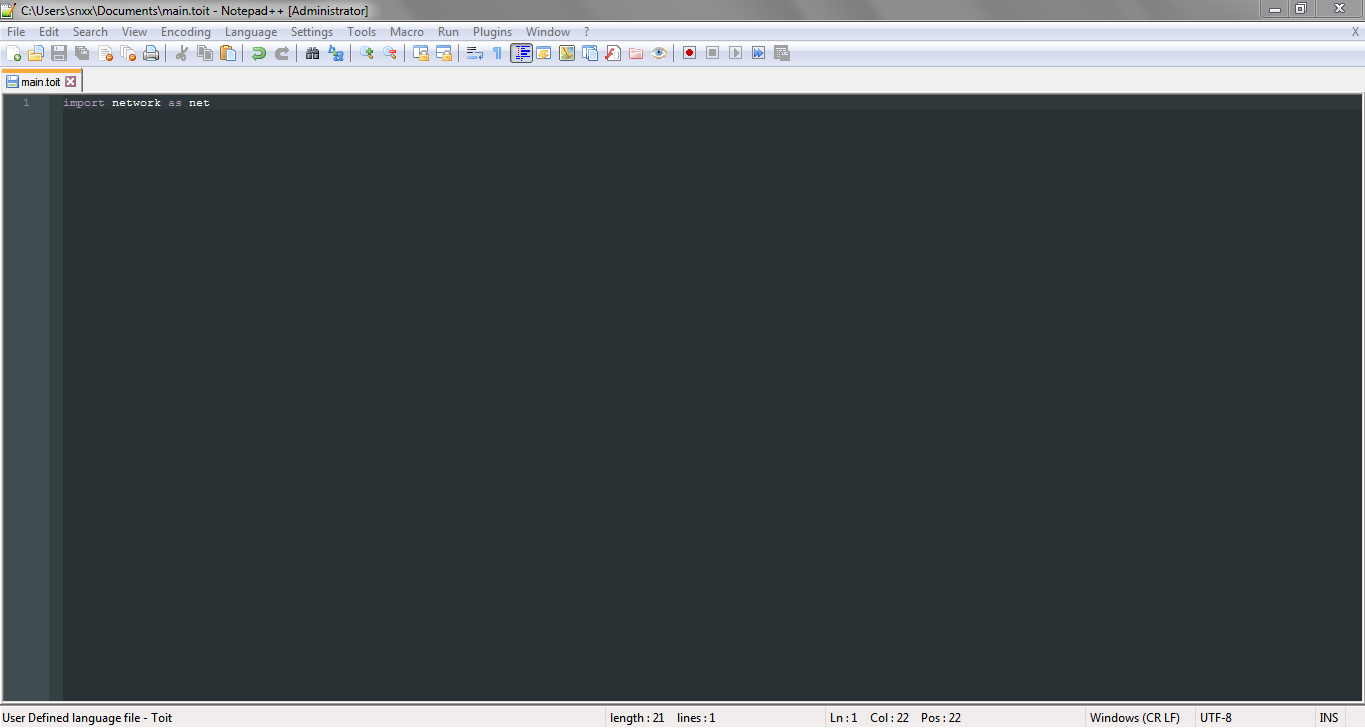 C:\Users\snxx\Documents\main.toit - Notepad++ [Administrator]
File Edit Search View Encoding Language Settings Tools Macro Run Plugins Window ? X
main.toit
1 import network as net
User Defined language file - Toit length : 21 lines : 1 Ln : 1 Col : 22 Pos : 22 Windows (CR LF) UTF-8 INS